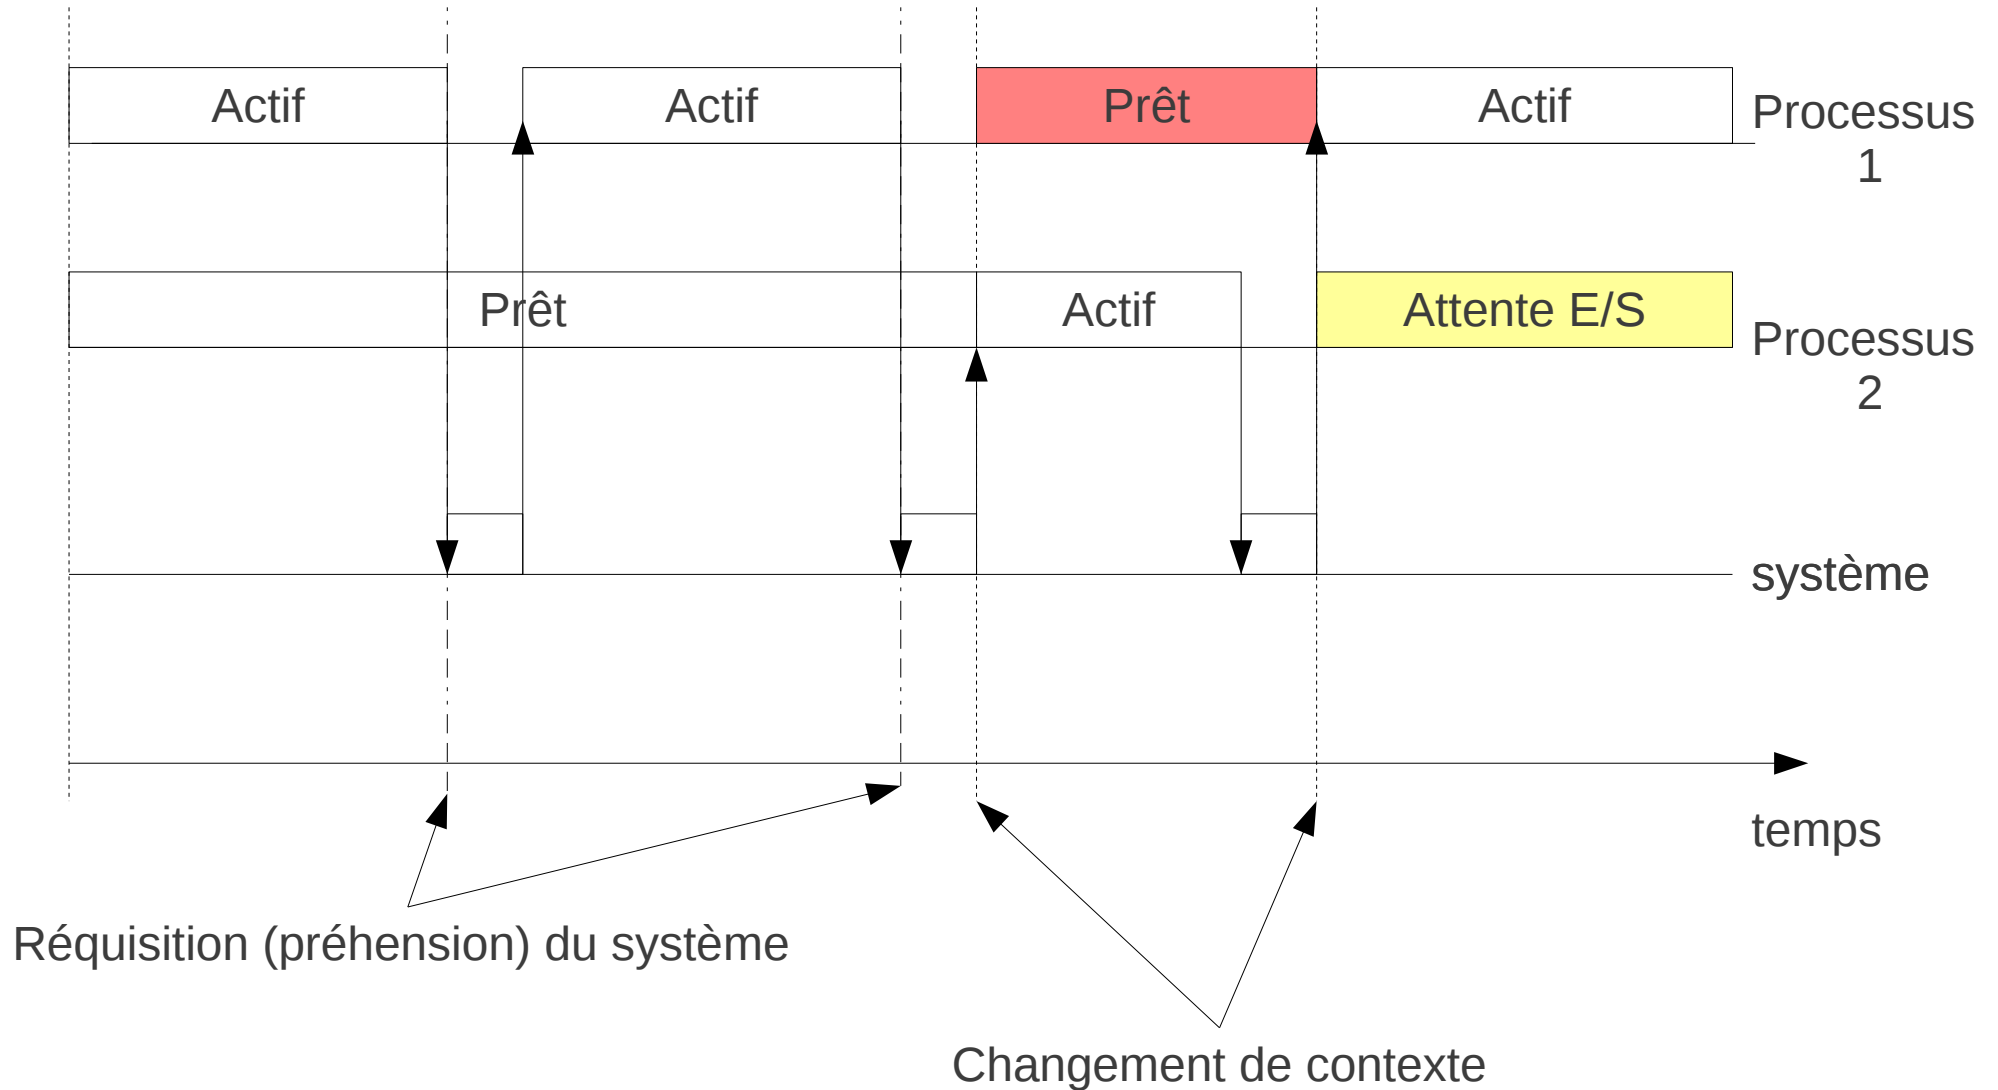 Actif
Actif
Prêt
Actif
Processus
1
Prêt
Actif
Attente E/S
Processus
2
système
temps
Réquisition (préhension) du système
Changement de contexte